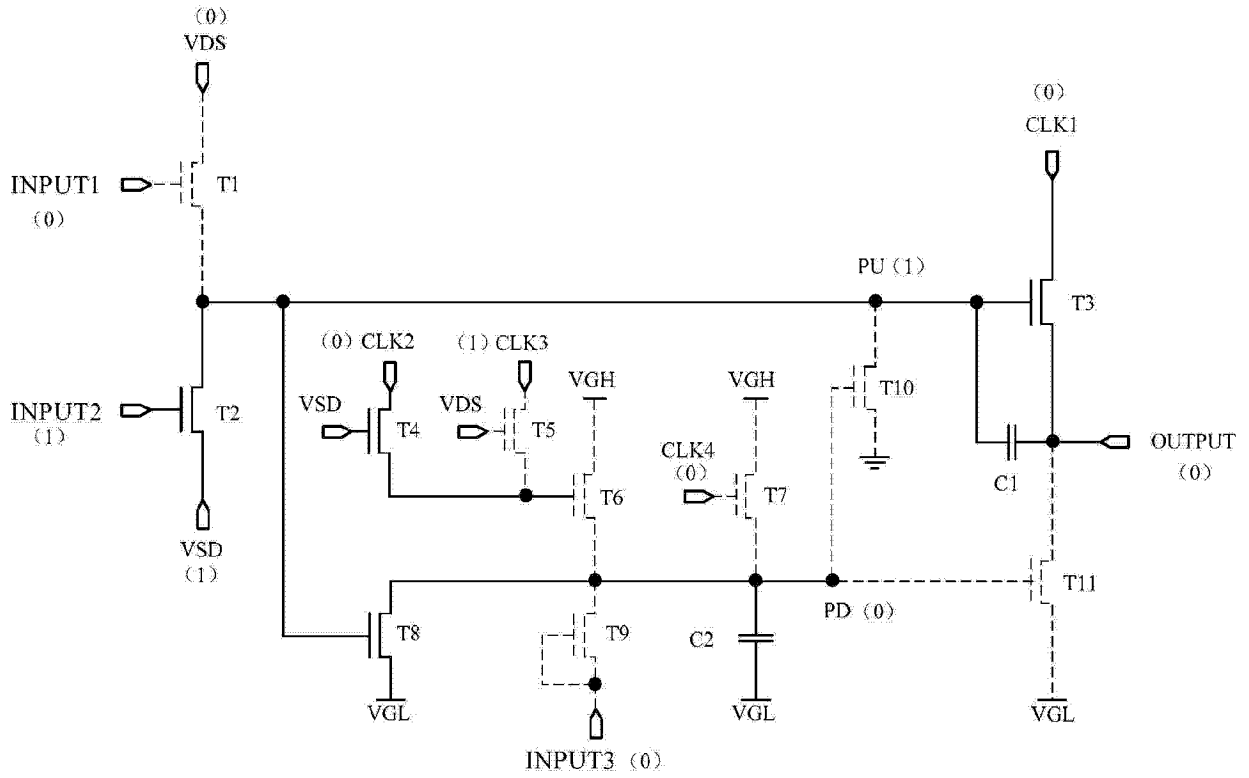 (0)
VDS
INPUT1
(0)
T1
(0)
CLK1
PU (1)
T3
(0) CLK2
(1) CLK3
VGH
VGH
T10
INPUT2
(1)
T2
VSD
T4
VDS
T5
CLK4
(0)
T6
T7
C1
OUTPUT
(0)
VSD
(1)
T8
T9
C2
PD (0)
T11
VGL
VGL
VGL
INPUT3 (0)